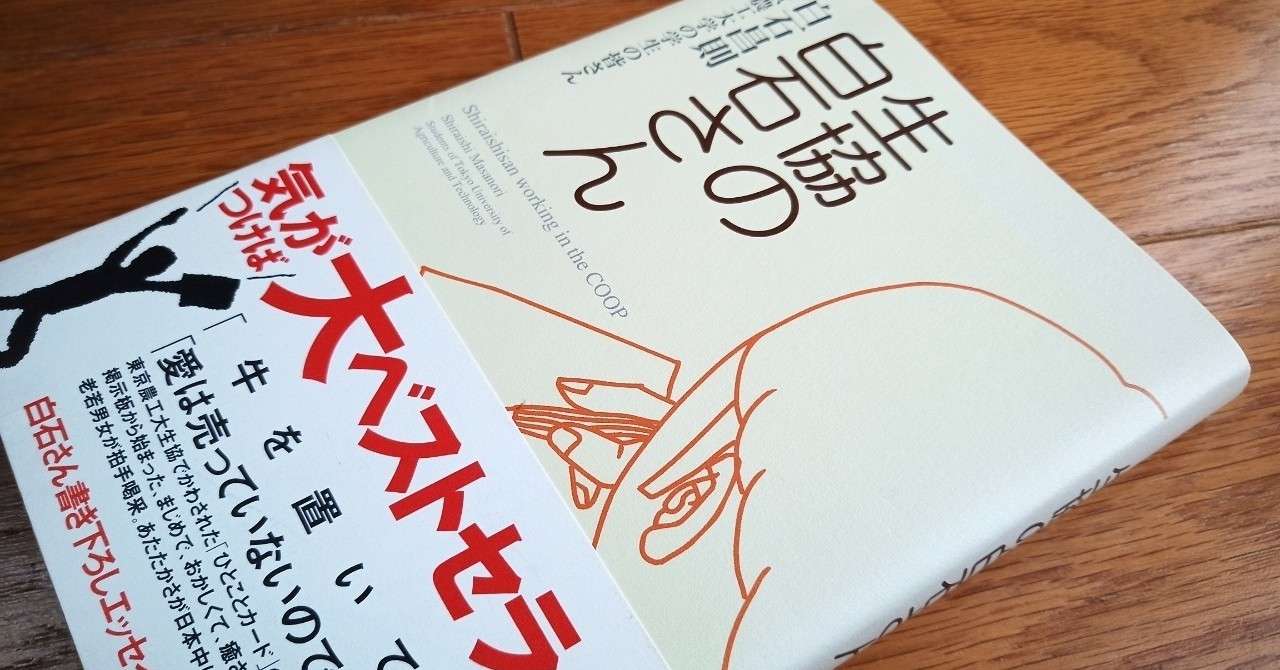 生協の
白石さん
白石昌則
農工大学の学生の皆さん
Shiraishisan working in the COOP
Shiraishi Masanori
Students of Tokyo University of
Agriculture and Technology
気が
つけば
大ベストセラ
「牛を置いて
「愛は売っていないので
東京農工大生協でかわされた「ひとことカード」
掲示板から始まった、まじめで、おかしくて、癒さ
老若男女が拍手喝采。あたたかさが日本中
白石さん書き下ろしエッセイ